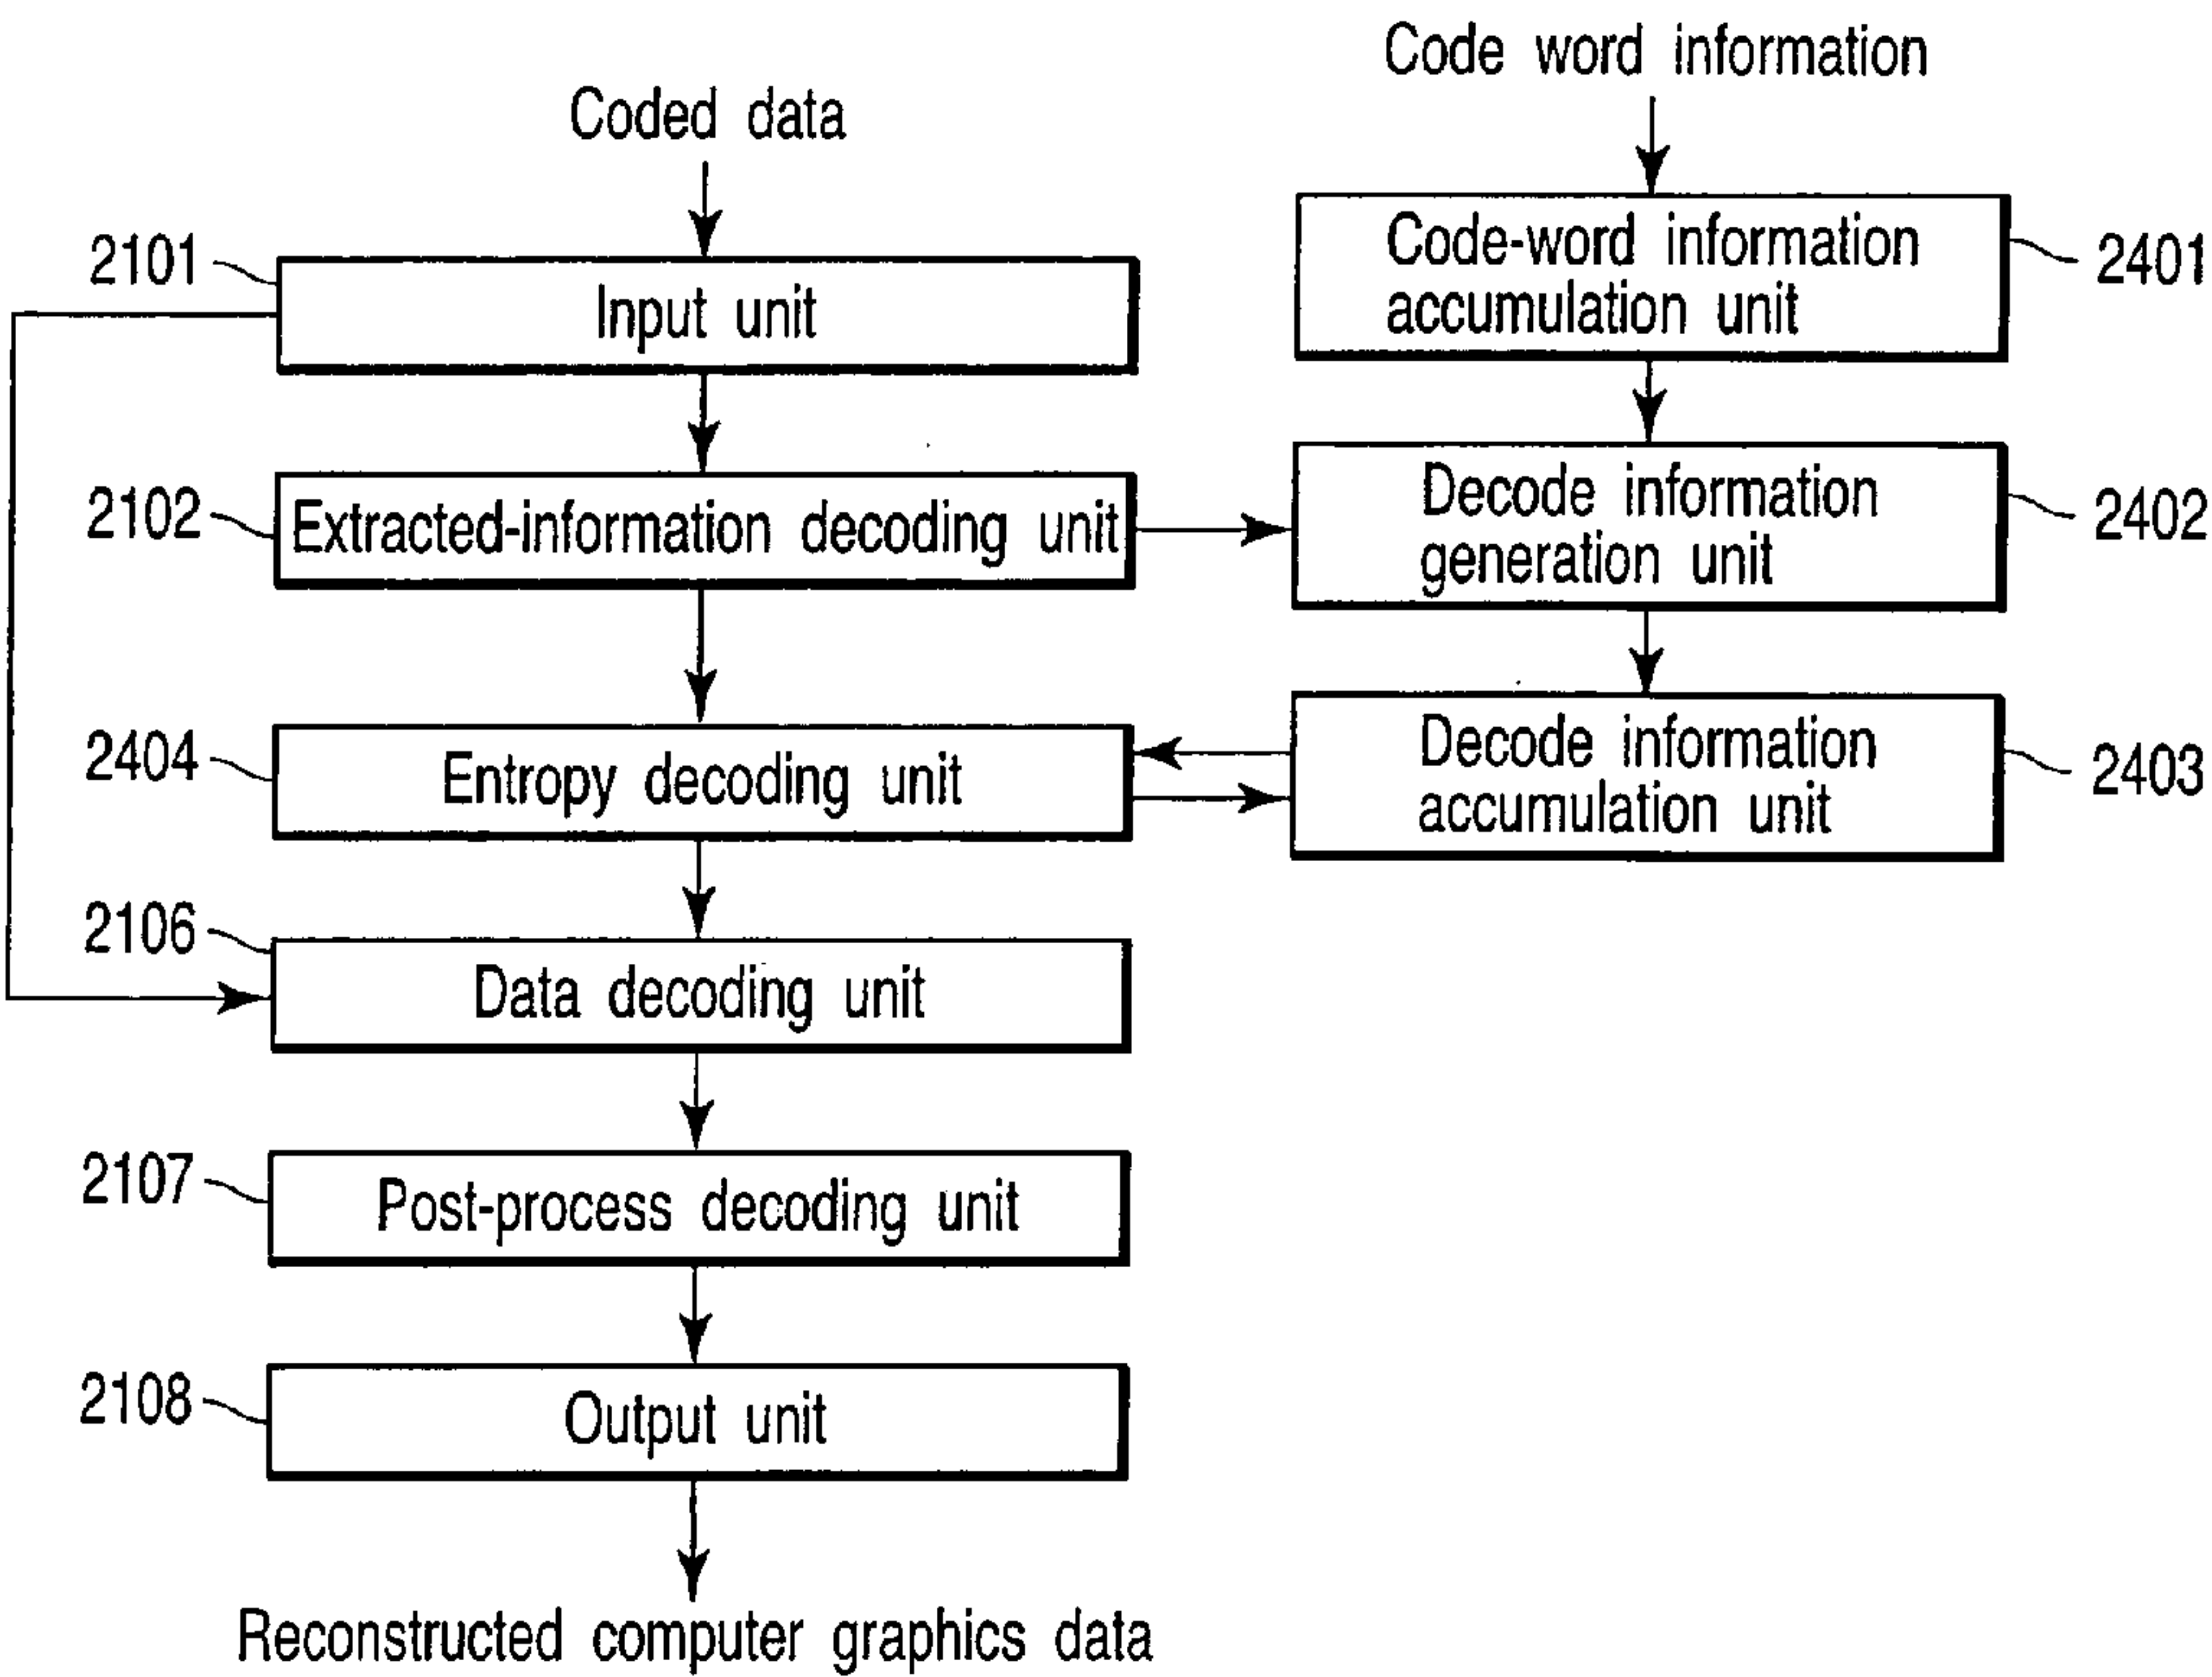 Code word information
Coded data
2101
Input unit
Code-word information
accumulation unit
2401
2102
Extracted-information decoding unit
Decode information
generation unit
2402
2404
Entropy decoding unit
Decode information
accumulation unit
2403
2106
Data decoding unit
2107
Post-process decoding unit
2108
Output unit
Reconstructed computer graphics data